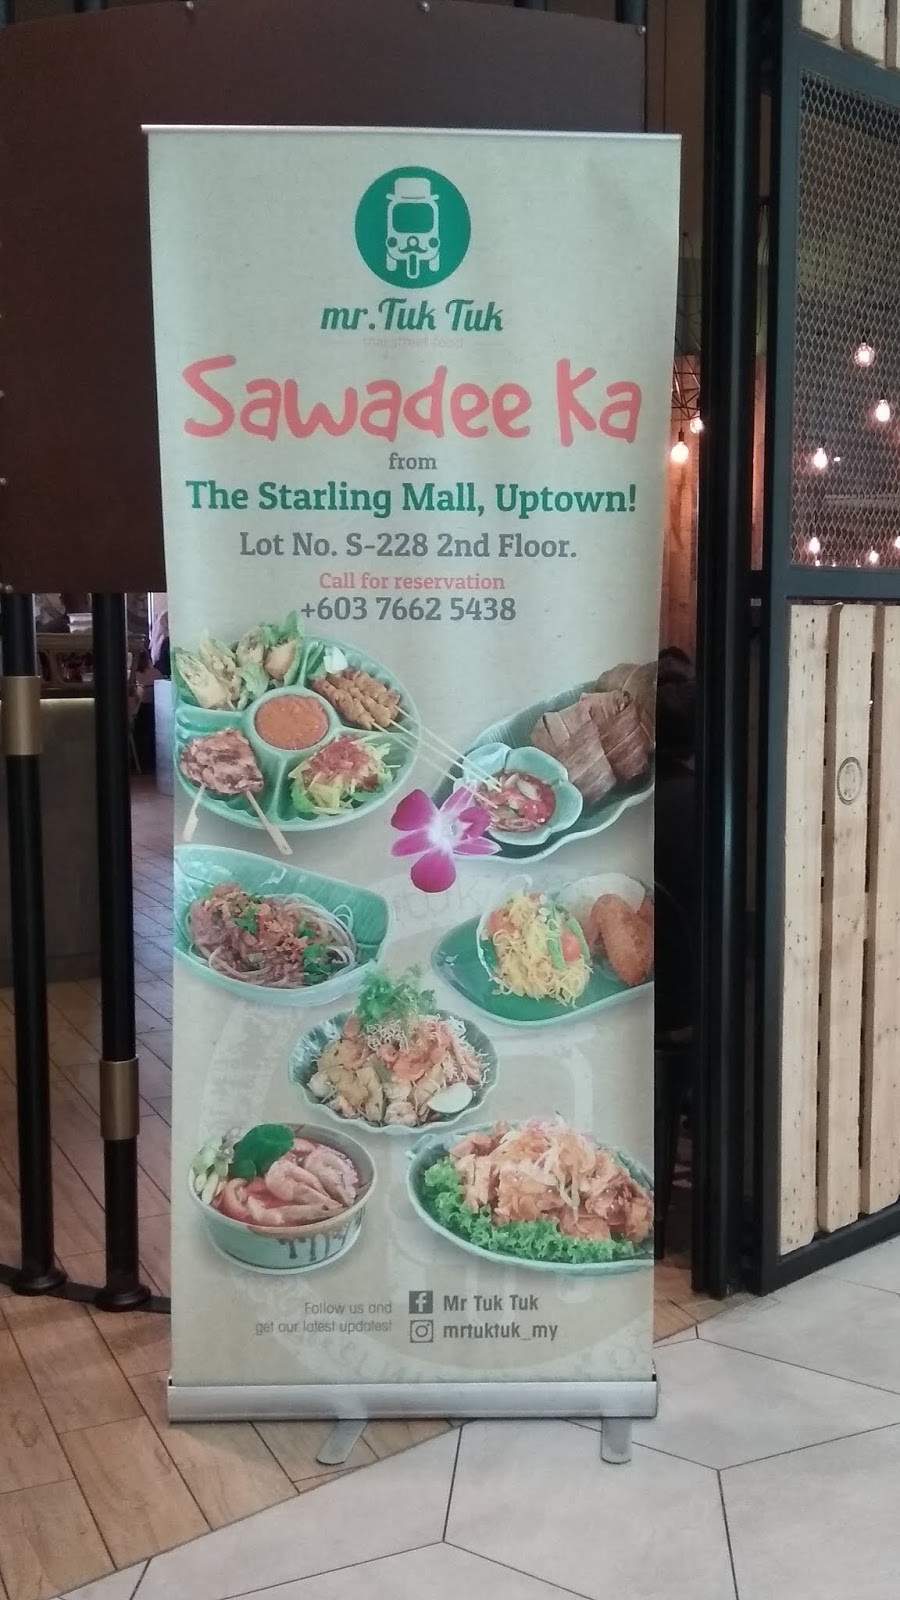 mr.Tuk Tuk
thai street food
Sawadee Ka
from
The Starling Mall, Uptown!
Lot No. S-228 2nd Floor.
Call for reservation
+603 7662 5438
Follow us and
get our latest updates!
Mr Tuk Tuk
mrtuktuk_my